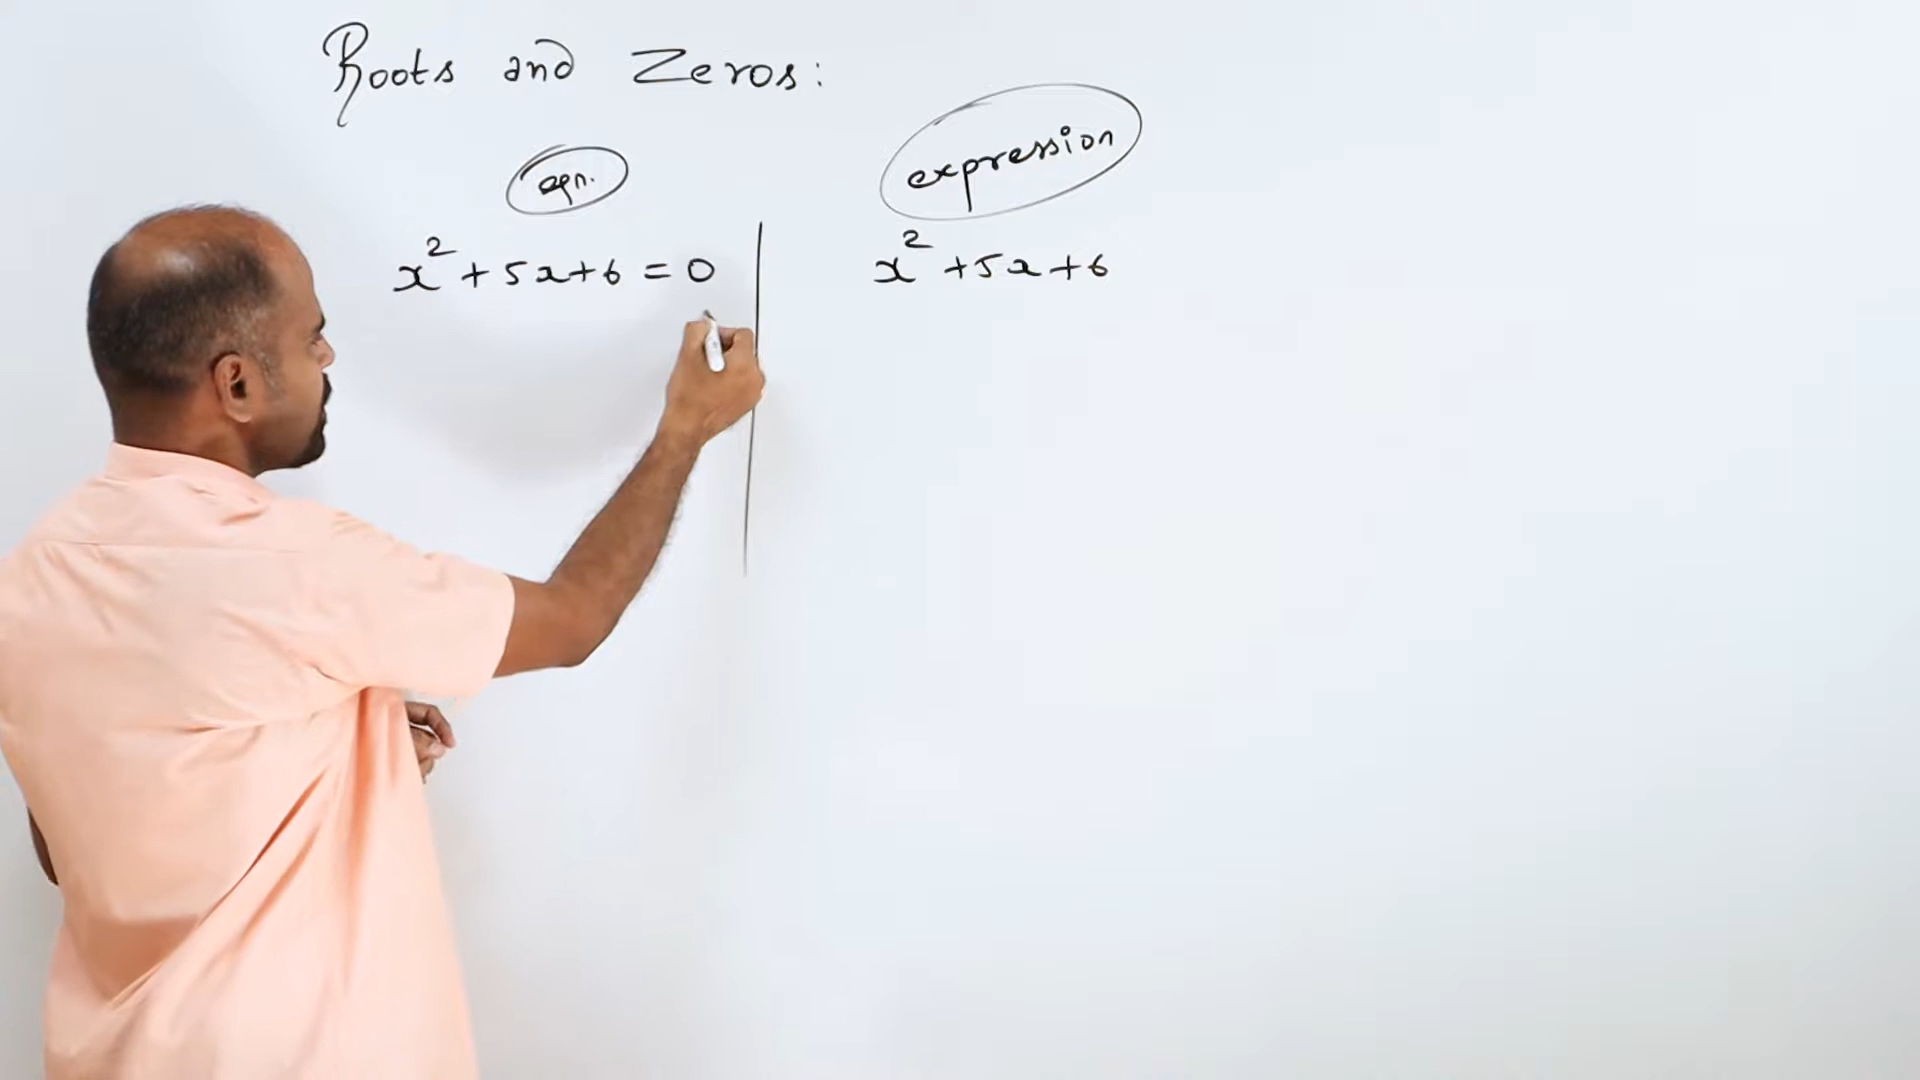 Roots and Zeros:
eqn. expression
x² + 5x + 6 = 0 x² + 5x + 6